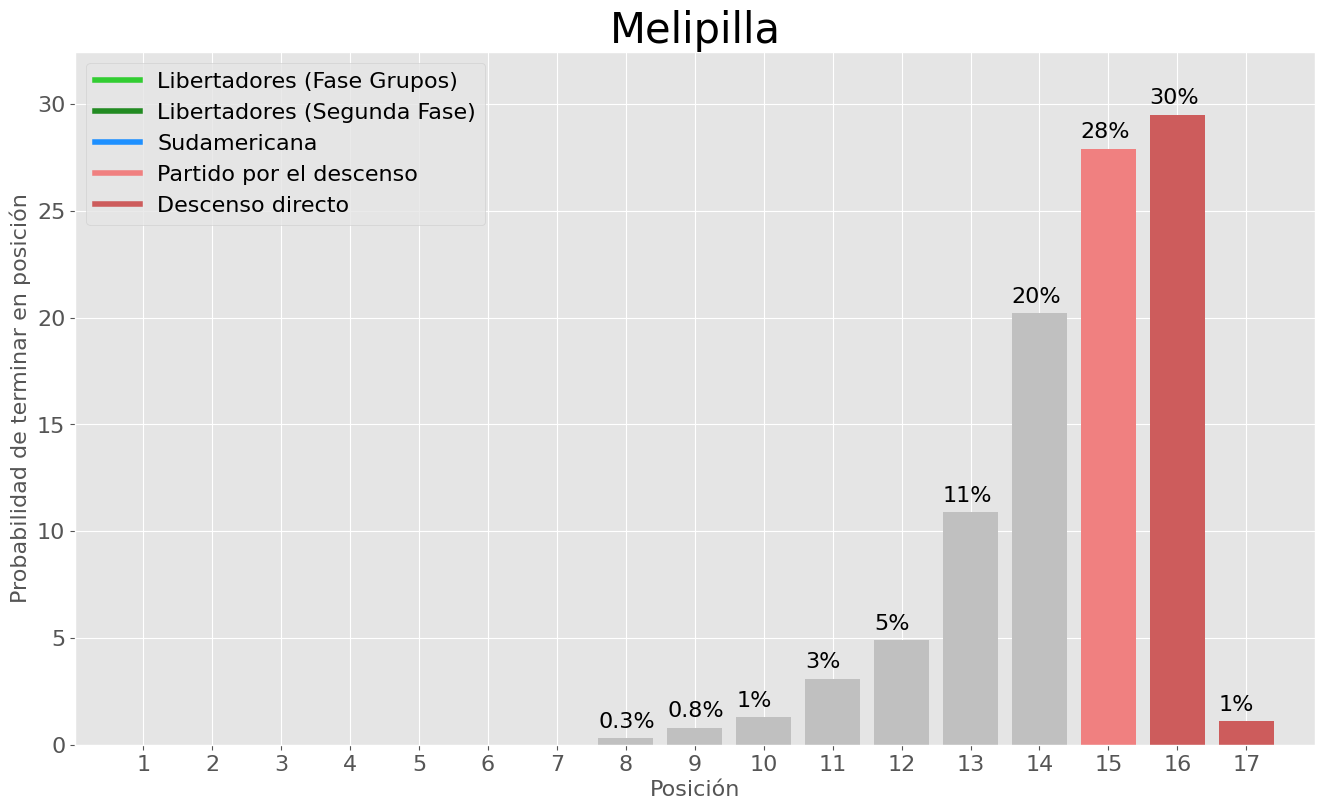 Melipilla
Libertadores (Fase Grupos)
Libertadores (Segunda Fase)
Sudamericana
Partido por el descenso
Descenso directo
Probabilidad de terminar en posición
30
25
20
15
10
5
0
0.3%
0.8%
1%
3%
5%
11%
20%
28%
30%
1%
1 2 3 4 5 6 7 8 9 10 11 12 13 14 15 16 17
Posición